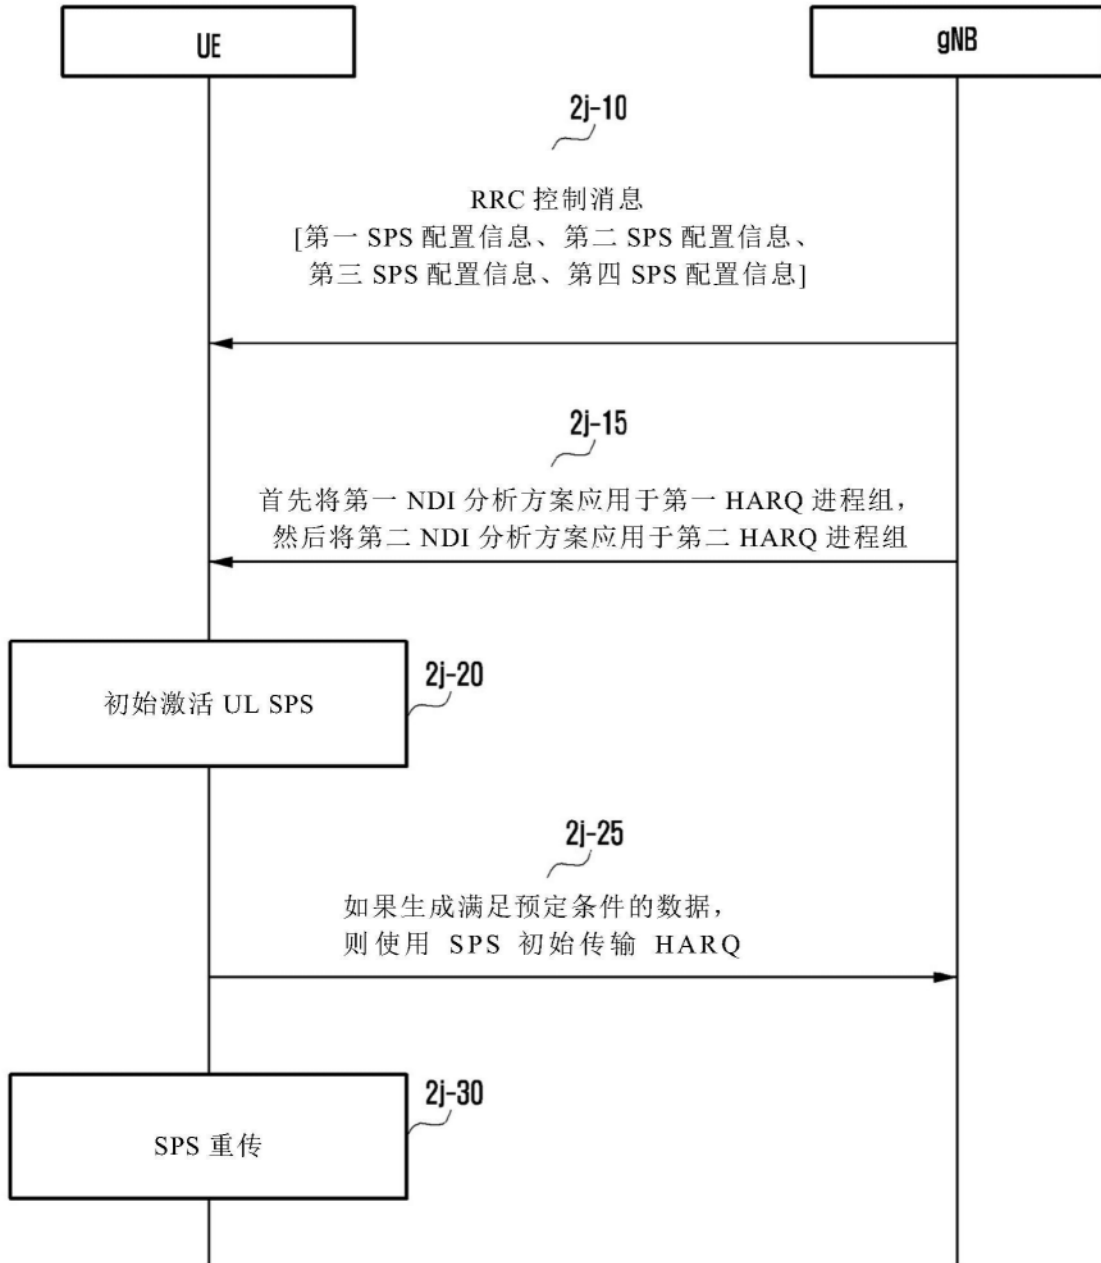 UE
gNB
2j-10
RRC 控制消息
[第一 SPS 配置信息、第二 SPS 配置信息、
第三 SPS 配置信息、第四 SPS 配置信息]
2j-15
首先将第一 NDI 分析方案应用于第一 HARQ 进程组，
然后将第二 NDI 分析方案应用于第二 HARQ 进程组
2j-20
初始激活 UL SPS
2j-25
如果生成满足预定条件的数据，
则使用 SPS 初始传输 HARQ
2j-30
SPS 重传